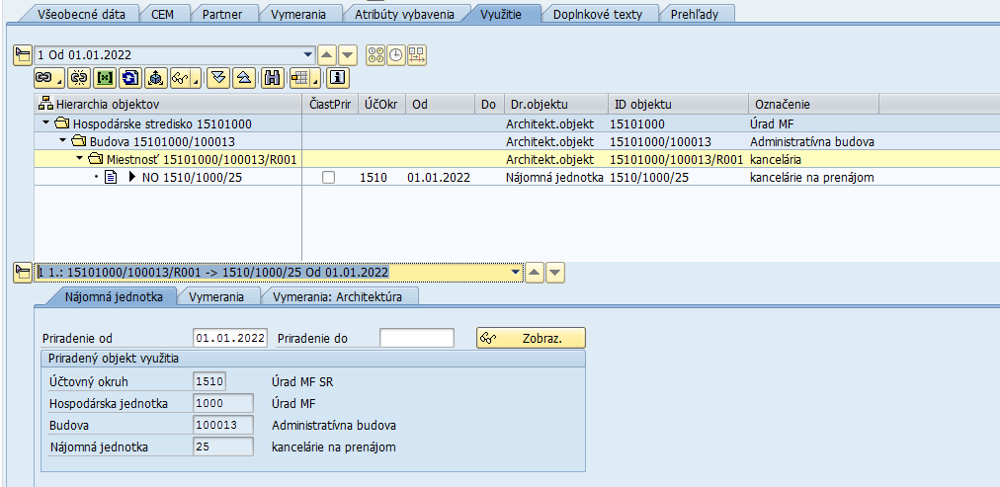 Všeobecné dáta CEM Partner Vymerania Atribúty vybavenia Využitie Doplnkové texty Prehľady
1 Od 01.01.2022
Hierarchia objektov ČiastPrir ÚčOkr Od Do Dr.objektu ID objektu Označenie
Hospodárske stredisko 15101000 Architekt.objekt 15101000 Úrad MF
Budova 15101000/100013 Architekt.objekt 15101000/100013 Administratívna budova
Miestnosť 15101000/100013/R001 Architekt.objekt 15101000/100013/R001 kancelária
NO 1510/1000/25 1510 01.01.2022 Nájomná jednotka 1510/1000/25 kancelárie na prenájom
1 1.: 15101000/100013/R001 -> 1510/1000/25 Od 01.01.2022
Nájomná jednotka Vymerania Vymerania: Architektúra
Priradenie od 01.01.2022 Priradenie do Zobraz.
Priradený objekt využitia
Účtovný okruh 1510 Úrad MF SR
Hospodárska jednotka 1000 Úrad MF
Budova 100013 Administratívna budova
Nájomná jednotka 25 kancelárie na prenájom